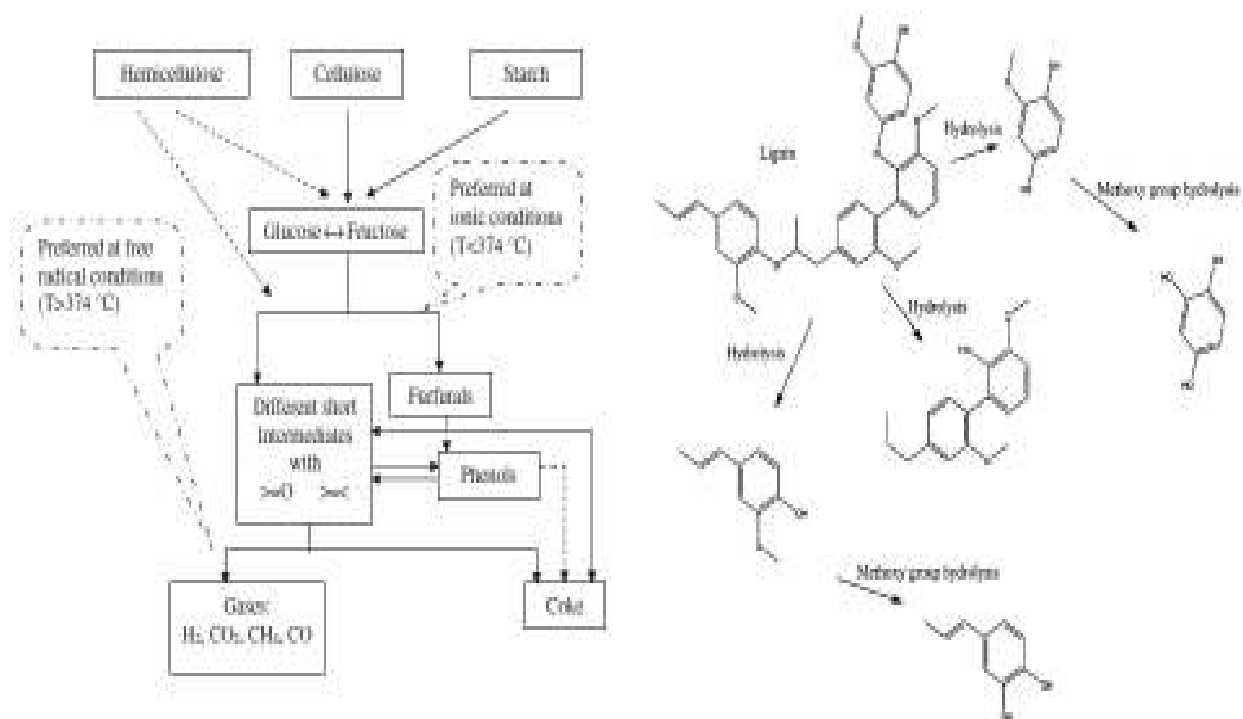 Hemicellulose
Cellulose
Starch
Glucose↔Fructose
Preferred at
ionic conditions
(T<374 °C)
Preferred at free
radical conditions
(T>374 °C)
Different short
Intermediates
with
>=O >=<
Furfurals
Phenols
Gases:
H₂, CO₂, CH₄, CO
Coke
Lignin
Hydrolysis
Methoxy group hydrolysis
Hydrolysis
Hydrolysis
Methoxy group hydrolysis